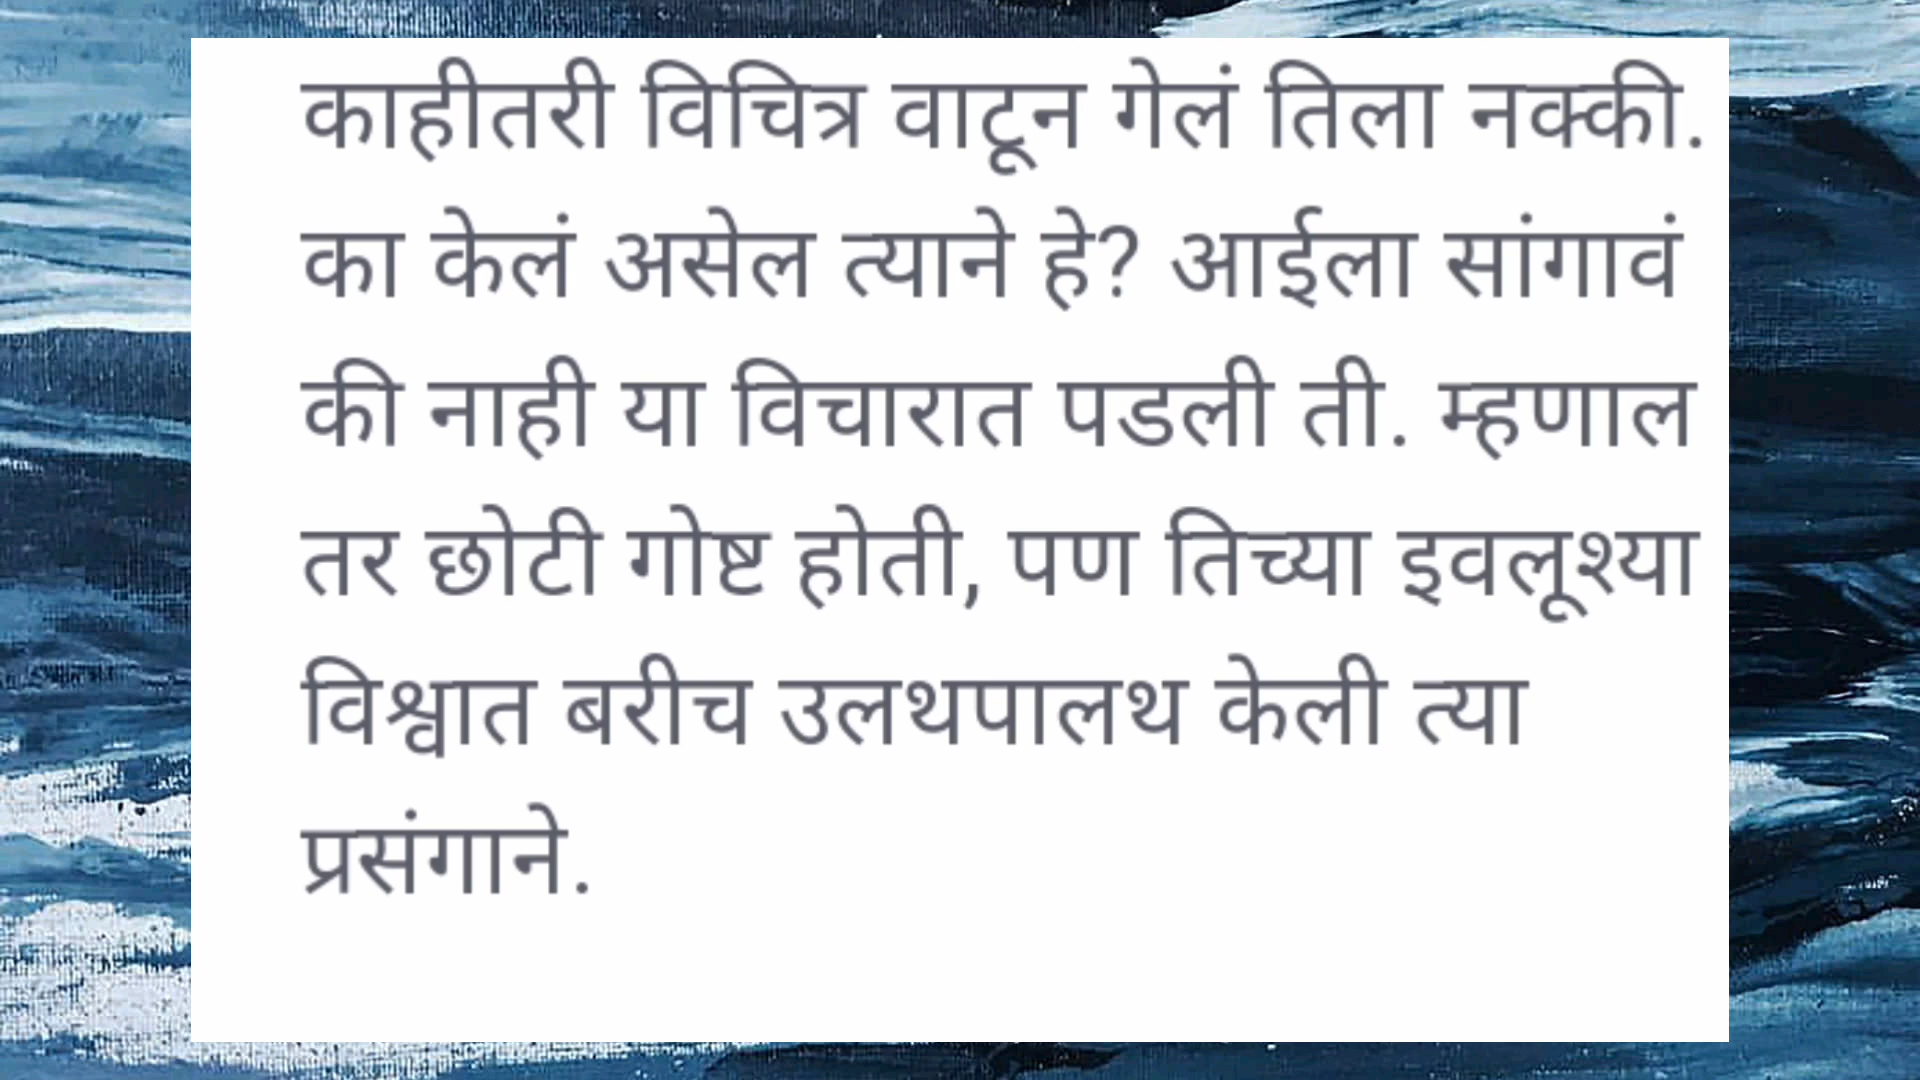 काहीतरी विचित्र वाटून गेलं तिला नक्की.
का केलं असेल त्याने हे? आईला सांगावं
की नाही या विचारात पडली ती. म्हणाल
तर छोटी गोष्ट होती, पण तिच्या इवलूश्या
विश्वात बरीच उलथपालथ केली त्या
प्रसंगाने.